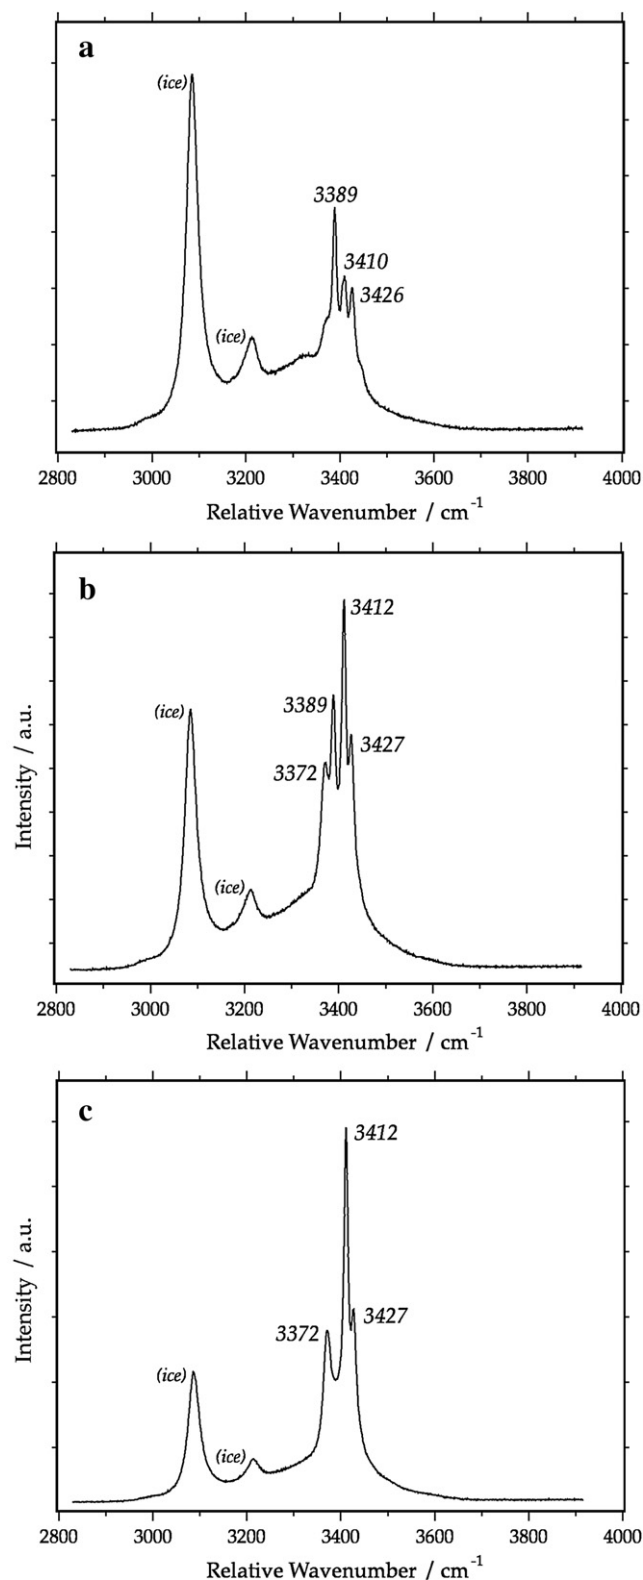 a
(ice)
3389
3410
3426
(ice)
2800 3000 3200 3400 3600 3800 4000
Relative Wavenumber / cm⁻¹
b
3412
(ice)
3389
3427
3372
(ice)
Intensity / a.u.
2800 3000 3200 3400 3600 3800 4000
Relative Wavenumber / cm⁻¹
c
3412
3427
3372
(ice)
(ice)
Intensity / a.u.
2800 3000 3200 3400 3600 3800 4000
Relative Wavenumber / cm⁻¹